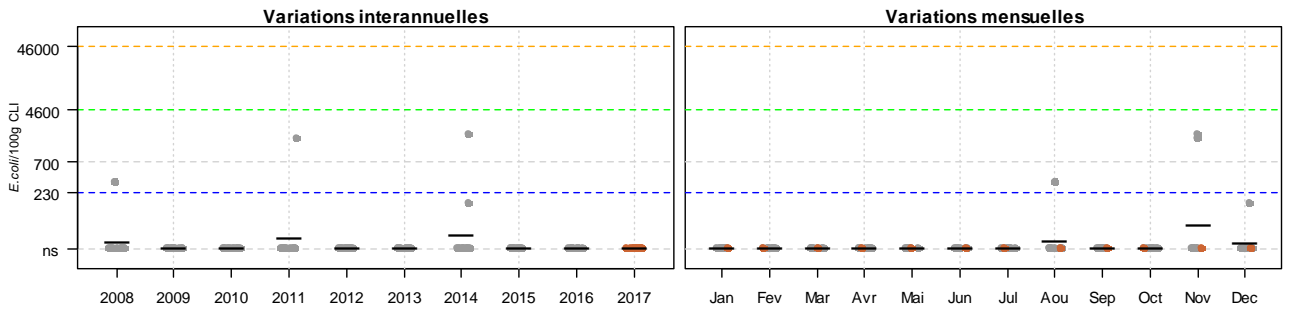 Variations interannuelles
Variations mensuelles
E.coli/100g CLI
46000
4600
700
230
ns
2008 2009 2010 2011 2012 2013 2014 2015 2016 2017
Jan Fev Mar Avr Mai Jun Jul Aou Sep Oct Nov Dec